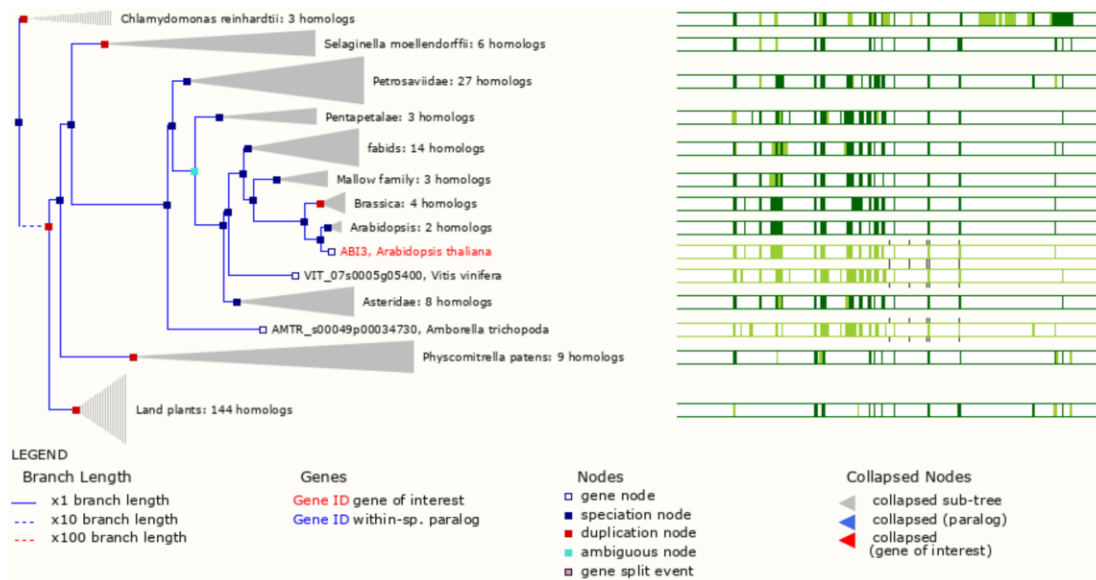 Chlamydomonas reinhardtii: 3 homologs
Selaginella moellendorffii: 6 homologs
Petrosaviidae: 27 homologs
Pentapetalae: 3 homologs
fabids: 14 homologs
Mallow family: 3 homologs
Brassica: 4 homologs
Arabidopsis: 2 homologs
ABI3, Arabidopsis thaliana
VIT_07s0005g05400, Vitis vinifera
Asteridae: 8 homologs
AMTR_s00049p00034730, Amborella trichopoda
Physcomitrella patens: 9 homologs
Land plants: 144 homologs
LEGEND
Branch Length
x1 branch length
x10 branch length
x100 branch length
Genes
Gene ID gene of interest
Gene ID within-sp. paralog
Nodes
gene node
speciation node
duplication node
ambiguous node
gene split event
Collapsed Nodes
collapsed sub-tree
collapsed (paralog)
collapsed
(gene of interest)